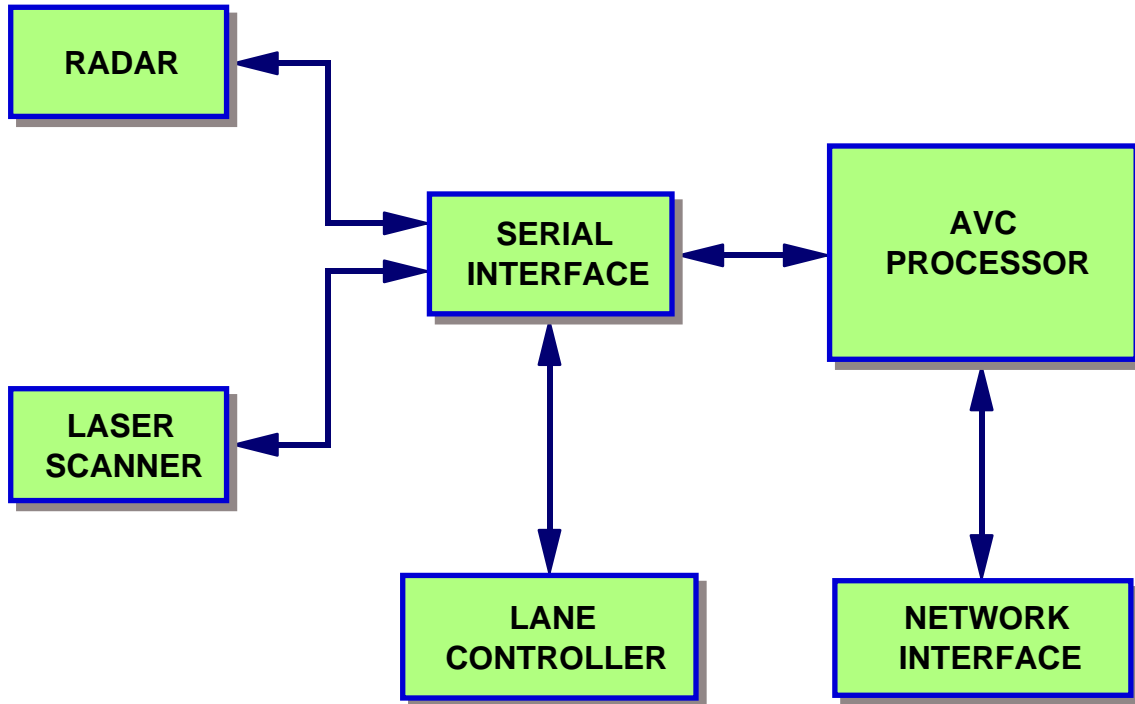 RADAR
SERIAL
INTERFACE
AVC
PROCESSOR
LASER
SCANNER
LANE
CONTROLLER
NETWORK
INTERFACE